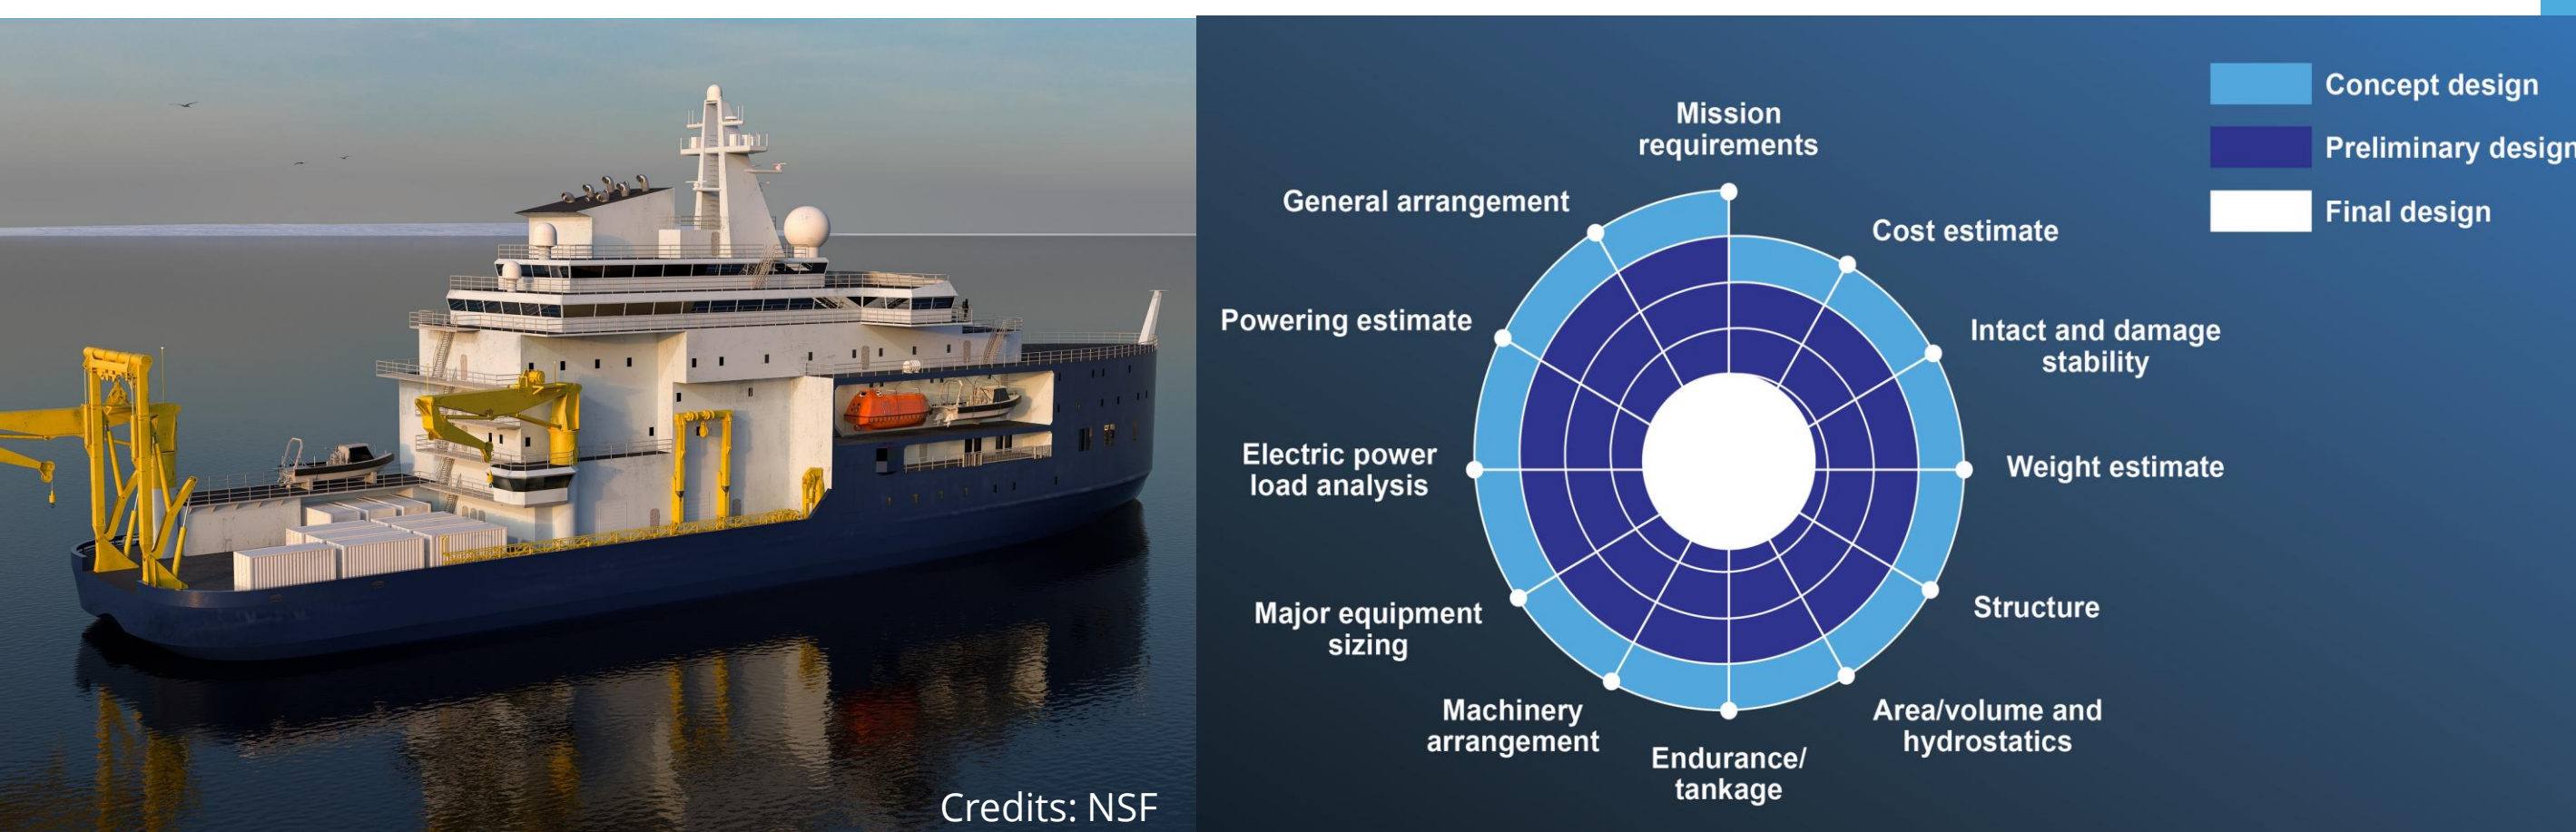 Concept design
Preliminary design
Final design
Mission
requirements
General arrangement
Cost estimate
Powering estimate
Intact and damage
stability
Electric power
load analysis
Weight estimate
Major equipment
sizing
Structure
Machinery
arrangement
Area/volume and
hydrostatics
Endurance/
tankage
Credits: NSF